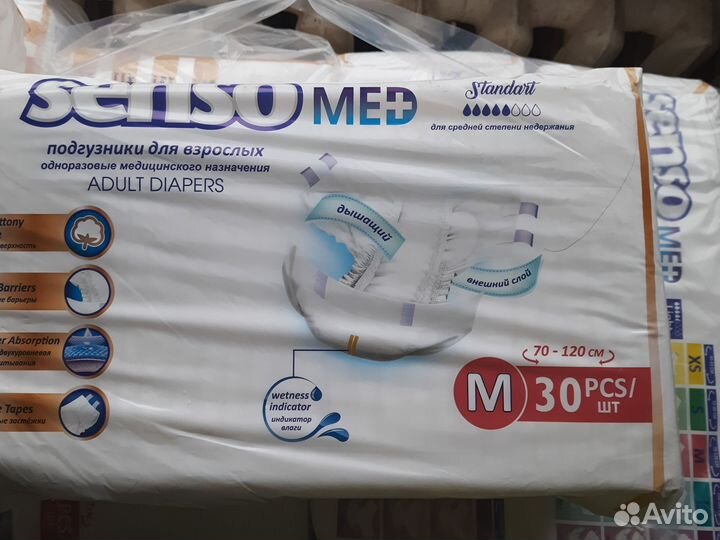 senso MED
Standart
для средней степени недержания
подгузники для взрослых
одноразовые медицинского назначения
ADULT DIAPERS
дышащий
внешний слой
Barriers
Absorption
Tapes
wetness
indicator
индикатор
влаги
70 - 120 см
M 30 PCS/
шт
senso MED
Light
XS
S
M
Avito